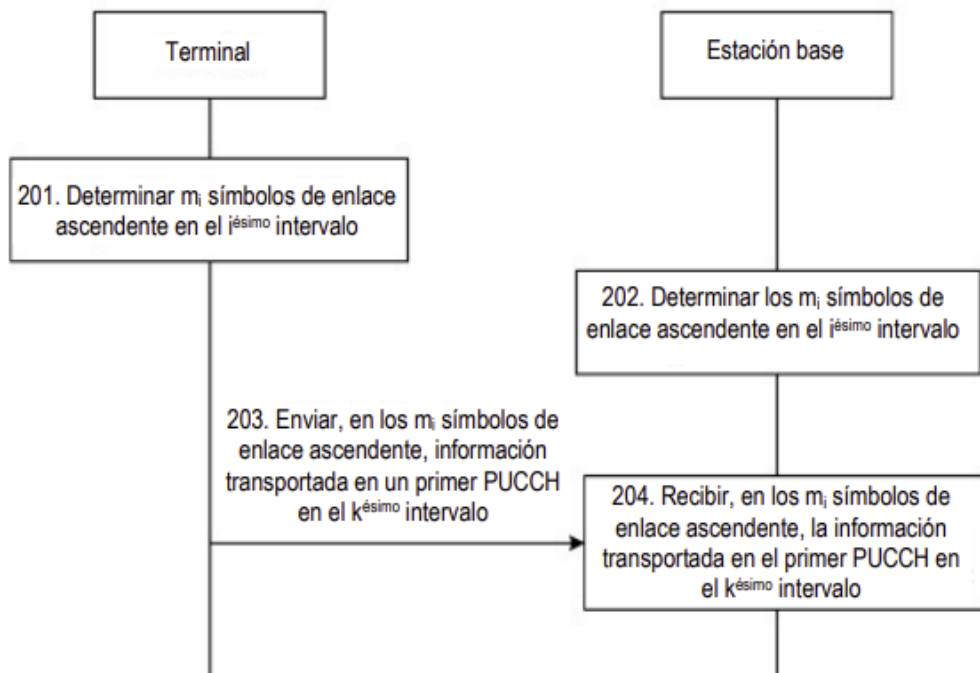 Terminal
Estación base
201. Determinar mi símbolos de enlace
ascendente en el iésimo intervalo
202. Determinar los mi símbolos de
enlace ascendente en el iésimo intervalo
203. Enviar, en los mi símbolos de
enlace ascendente, información
transportada en un primer PUCCH
en el késimo intervalo
204. Recibir, en los mi símbolos de
enlace ascendente, la información
transportada en el primer PUCCH en
el késimo intervalo